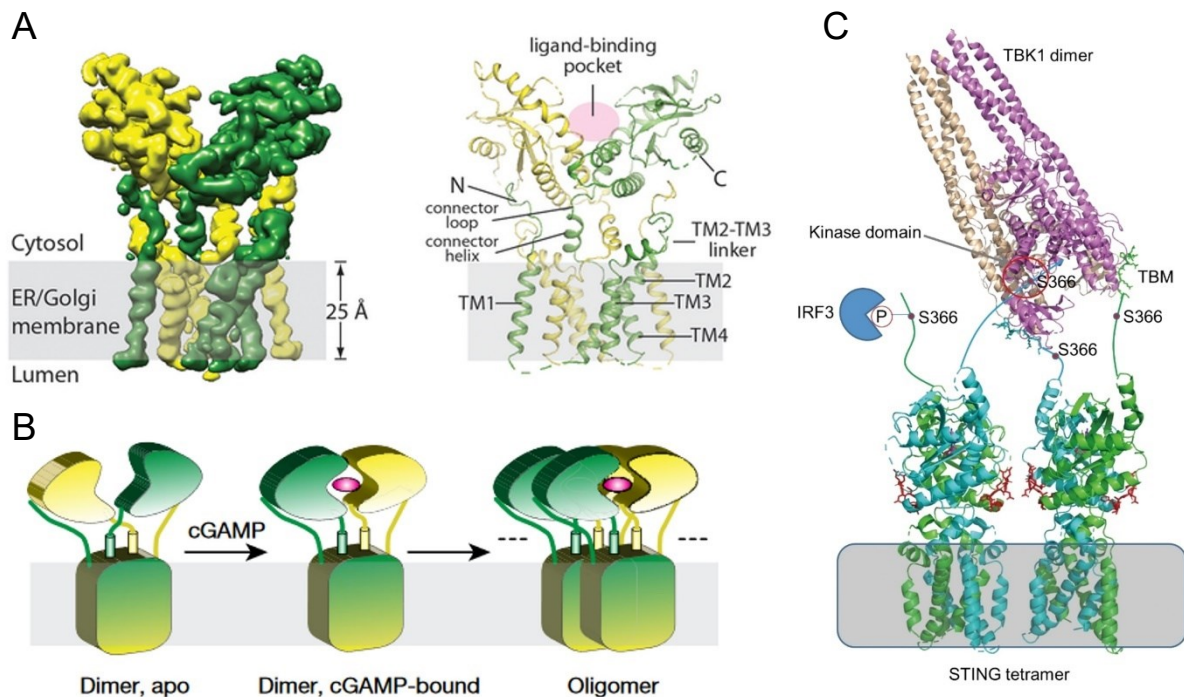 A
ligand-binding
pocket
N
C
connector
loop
connector
helix
TM2-TM3
linker
Cytosol
ER/Golgi
membrane
25 Å
Lumen
TM1
TM2
TM3
TM4
B
cGAMP
Dimer, apo
Dimer, cGAMP-bound
Oligomer
C
TBK1 dimer
Kinase domain
S366
TBM
IRF3
P
S366
S366
S366
STING tetramer